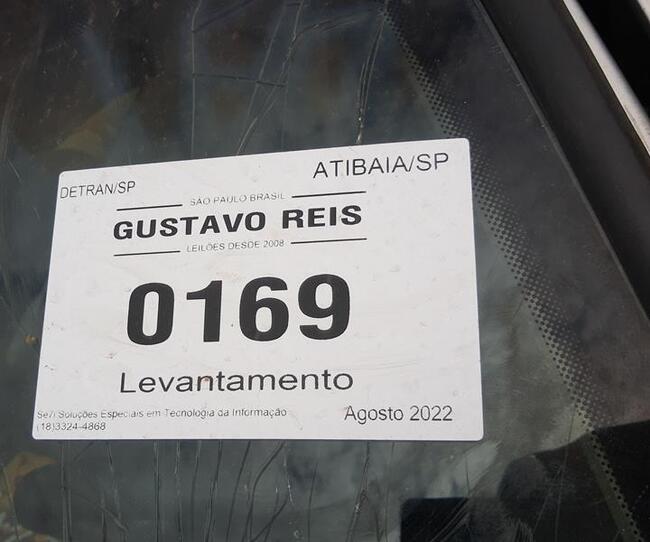 DETRAN/SP
ATIBAIA/SP
SÃO PAULO BRASIL
GUSTAVO REIS
LEILÕES DESDE 2008
0169
Levantamento
Se7i Soluções Especiais em Tecnologia da Informação
(18)3324-4868
Agosto 2022